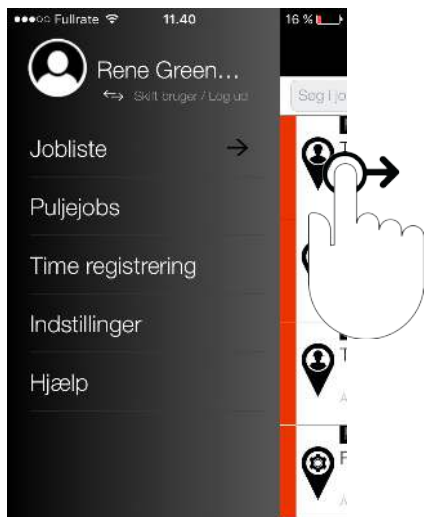 Fullrate 11.40 16 %
Rene Green...
Skift bruger / Log ud
Søg i jo
Jobliste
Puljejobs
Time registrering
Indstillinger
Hjælp